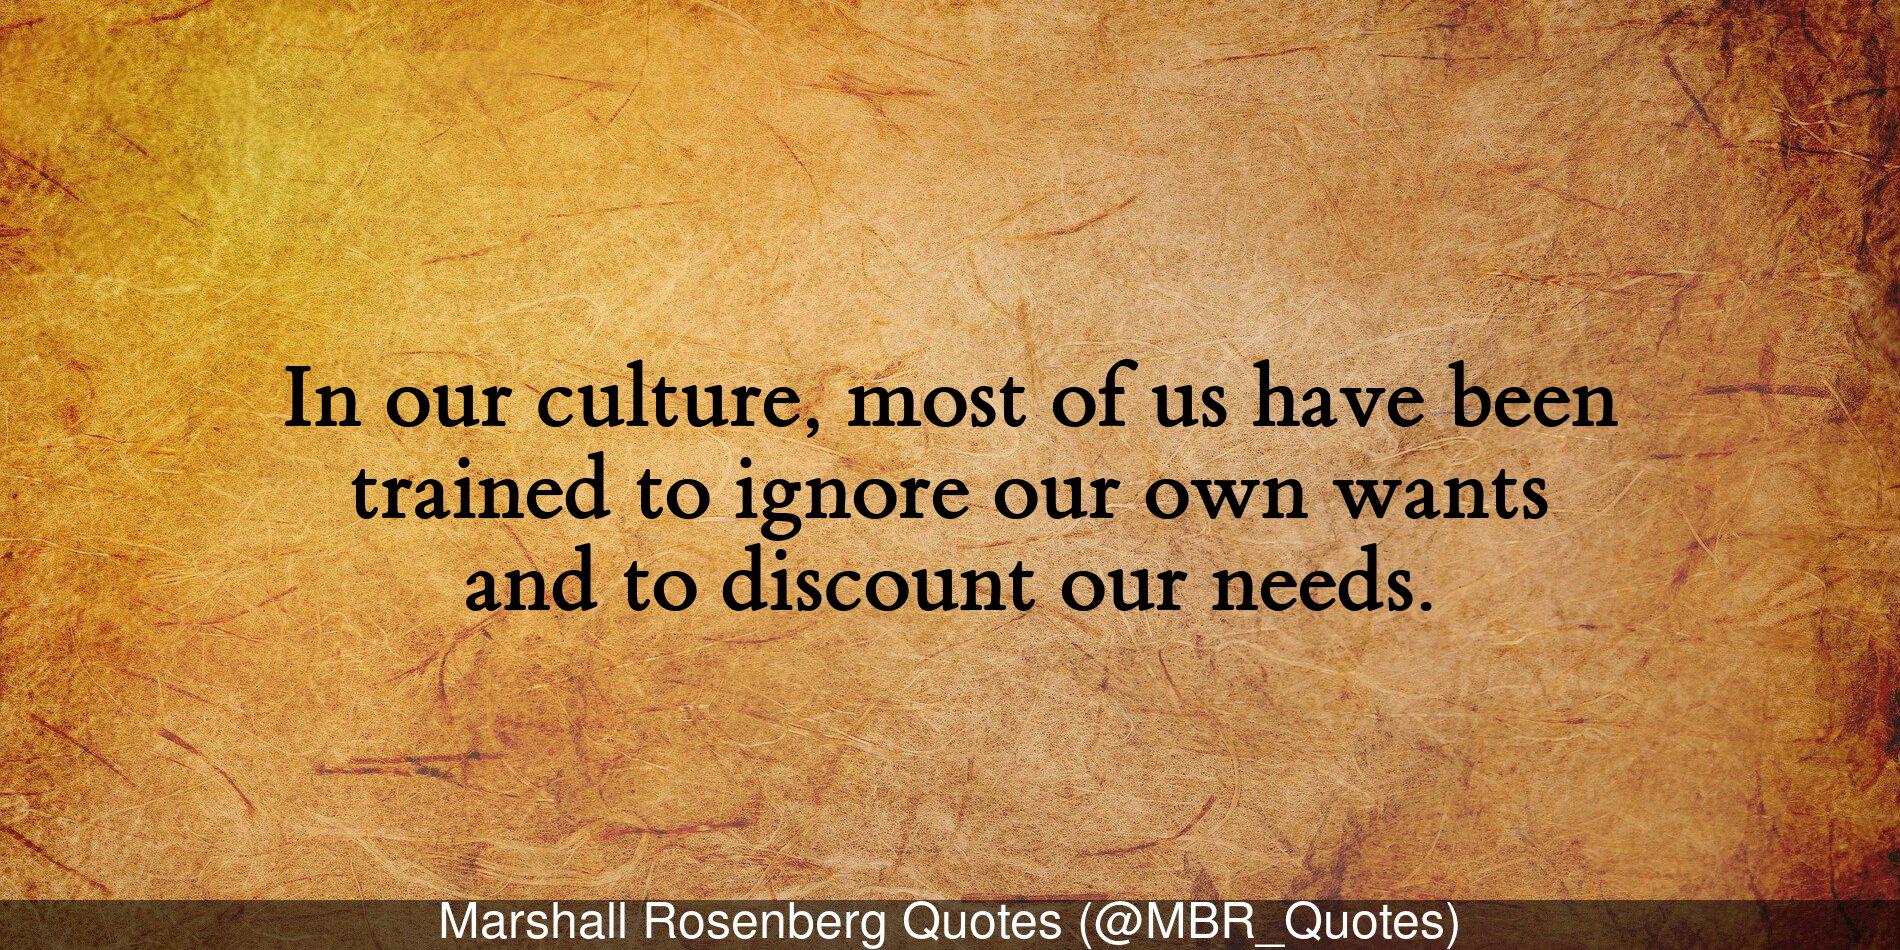 In our culture, most of us have been
trained to ignore our own wants
and to discount our needs.
Marshall Rosenberg Quotes (@MBR_Quotes)